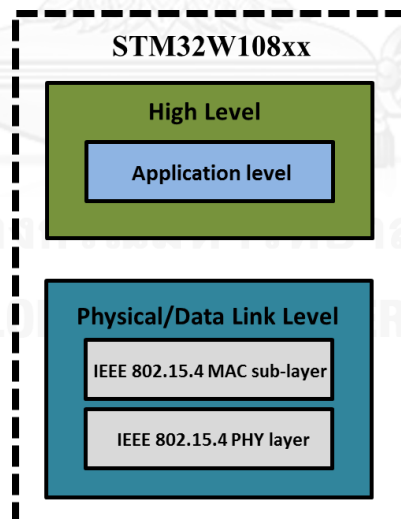 STM32W108xx
High Level
Application level
Physical/Data Link Level
IEEE 802.15.4 MAC sub-layer
IEEE 802.15.4 PHY layer